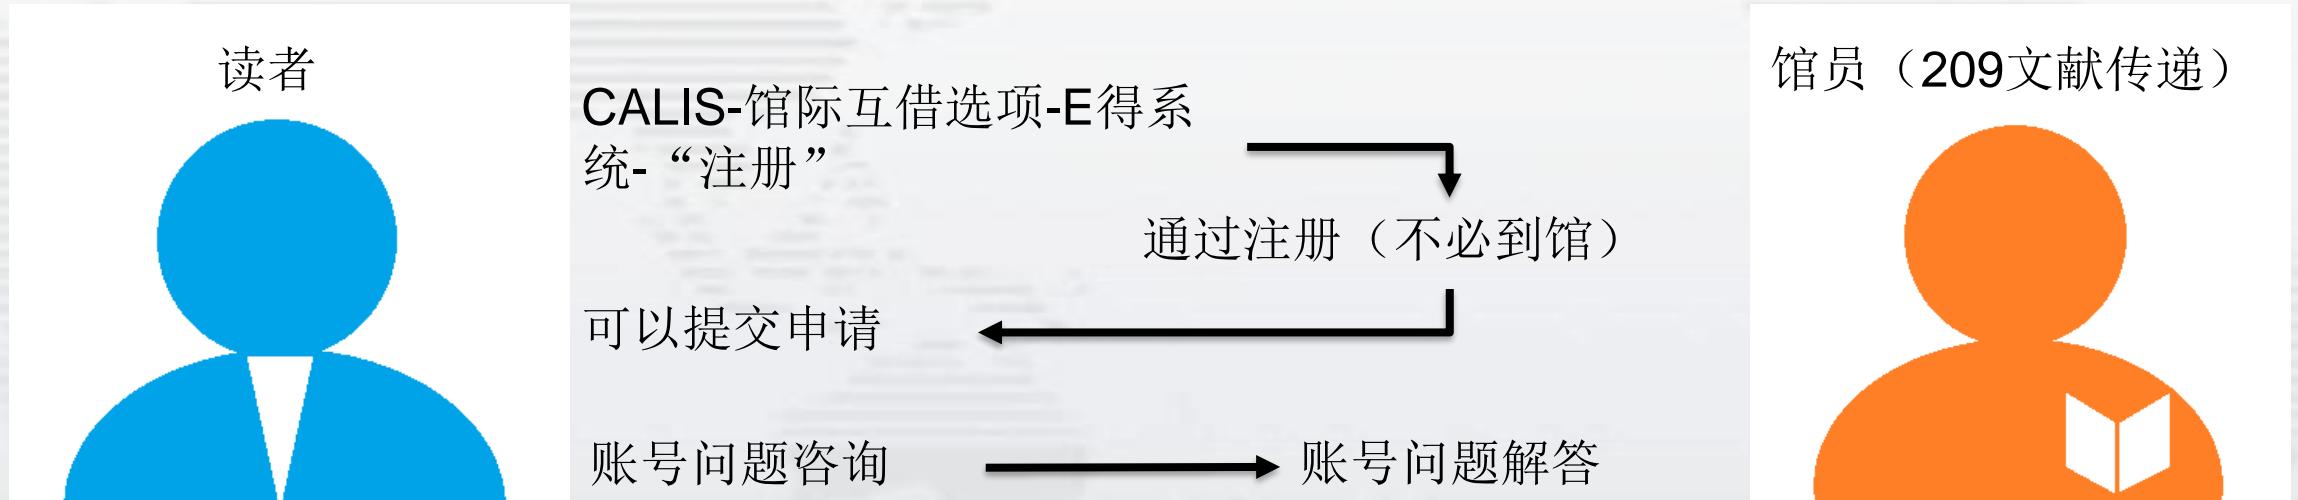 读者
馆员（209文献传递）
CALIS-馆际互借选项-E得系
统-“注册”
通过注册（不必到馆）
可以提交申请
账号问题咨询
账号问题解答